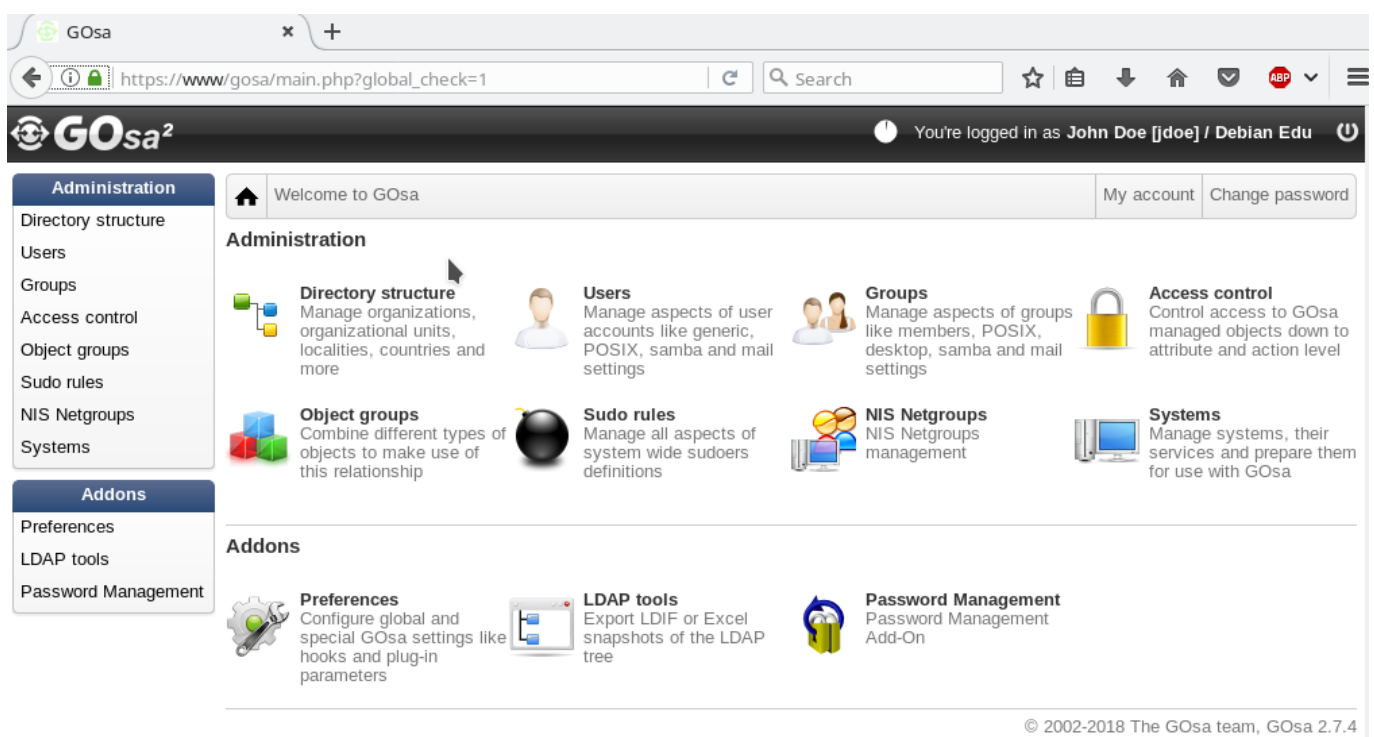 GOsa
https://www/gosa/main.php?global_check=1
Search
ABP
GOsa²
You're logged in as John Doe [jdoe] / Debian Edu
Administration
Directory structure
Users
Groups
Access control
Object groups
Sudo rules
NIS Netgroups
Systems
Addons
Preferences
LDAP tools
Password Management
Welcome to GOsa
My account
Change password
Administration
Directory structure
Manage organizations,
organizational units,
localities, countries and
more
Users
Manage aspects of user
accounts like generic,
POSIX, samba and mail
settings
Groups
Manage aspects of groups
like members, POSIX,
desktop, samba and mail
settings
Access control
Control access to GOsa
managed objects down to
attribute and action level
Object groups
Combine different types of
objects to make use of
this relationship
Sudo rules
Manage all aspects of
system wide sudoers
definitions
NIS Netgroups
NIS Netgroups
management
Systems
Manage systems, their
services and prepare them
for use with GOsa
Addons
Preferences
Configure global and
special GOsa settings like
hooks and plug-in
parameters
LDAP tools
Export LDIF or Excel
snapshots of the LDAP
tree
Password Management
Password Management
Add-On
© 2002-2018 The GOsa team, GOsa 2.7.4